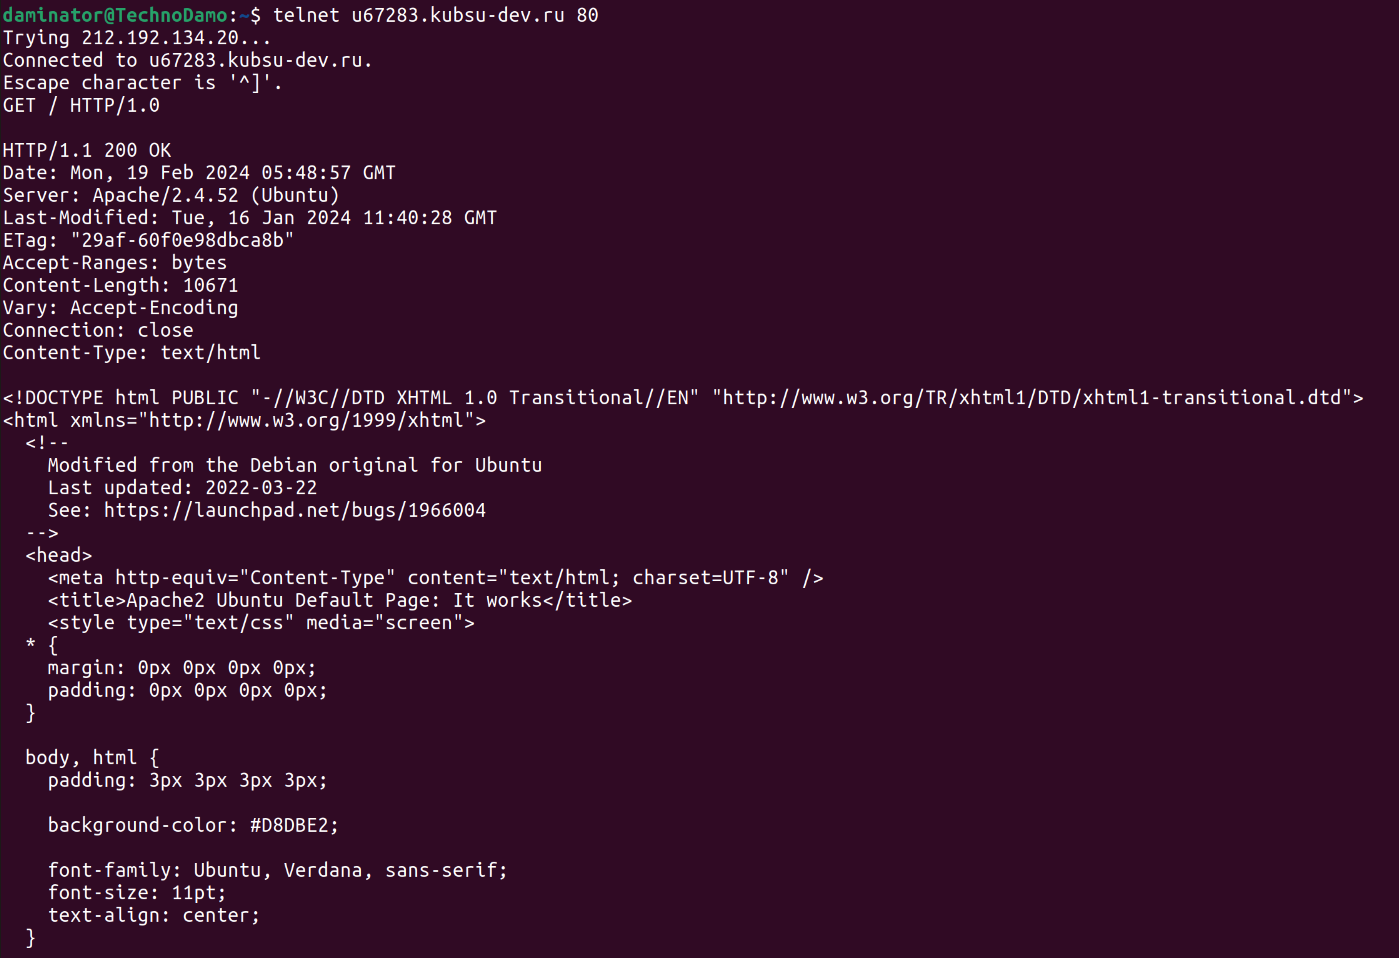 daminator@TechnoDamo:~$ telnet u67283.kubsu-dev.ru 80
Trying 212.192.134.20...
Connected to u67283.kubsu-dev.ru.
Escape character is '^]'.
GET / HTTP/1.0

HTTP/1.1 200 OK
Date: Mon, 19 Feb 2024 05:48:57 GMT
Server: Apache/2.4.52 (Ubuntu)
Last-Modified: Tue, 16 Jan 2024 11:40:28 GMT
ETag: "29af-60f0e98dbca8b"
Accept-Ranges: bytes
Content-Length: 10671
Vary: Accept-Encoding
Connection: close
Content-Type: text/html

<!DOCTYPE html PUBLIC "-//W3C//DTD XHTML 1.0 Transitional//EN" "http://www.w3.org/TR/xhtml1/DTD/xhtml1-transitional.dtd">
<html xmlns="http://www.w3.org/1999/xhtml">
  <!--
    Modified from the Debian original for Ubuntu
    Last updated: 2022-03-22
    See: https://launchpad.net/bugs/1966004
  -->
  <head>
    <meta http-equiv="Content-Type" content="text/html; charset=UTF-8" />
    <title>Apache2 Ubuntu Default Page: It works</title>
    <style type="text/css" media="screen">
  * {
    margin: 0px 0px 0px 0px;
    padding: 0px 0px 0px 0px;
  }

  body, html {
    padding: 3px 3px 3px 3px;

    background-color: #D8DBE2;

    font-family: Ubuntu, Verdana, sans-serif;
    font-size: 11pt;
    text-align: center;
  }